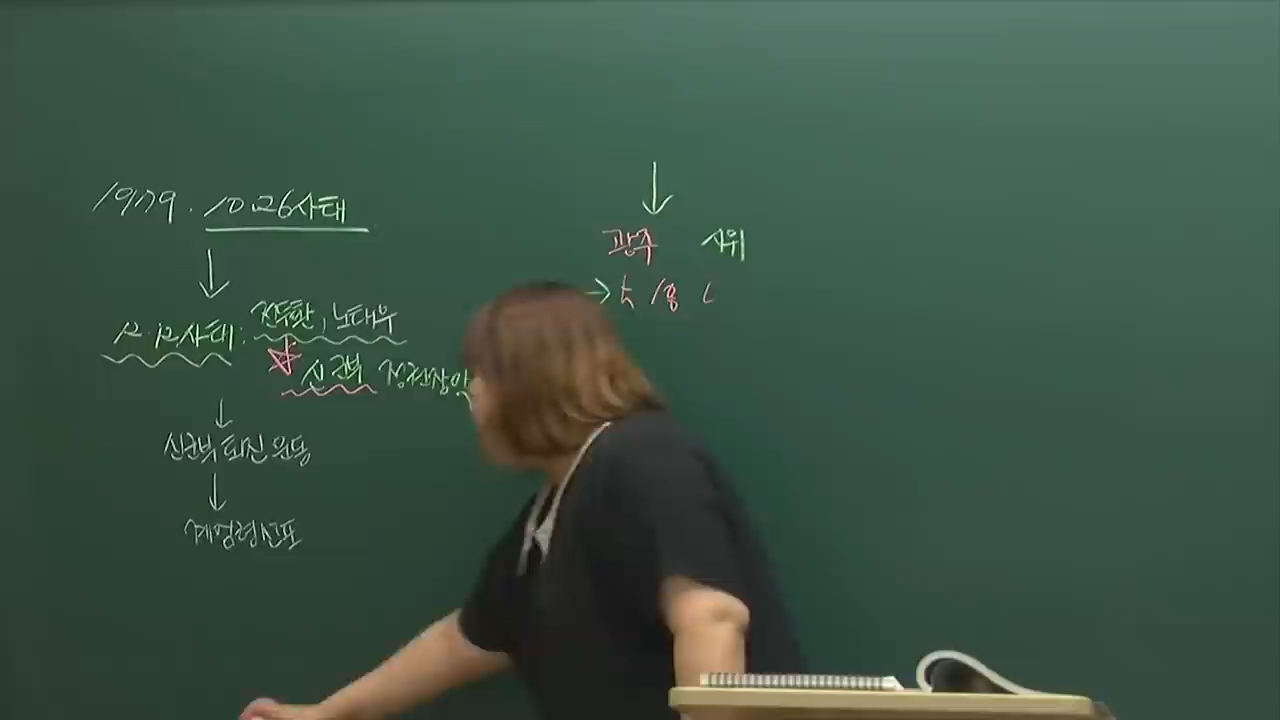 1979. 10.26사태
↓
12.12사태: 전두환, 노태우
신군부 정권장악
↓
신군부 퇴진 운동
↓
계엄령선포
↓
광주 시위
→ 5/18